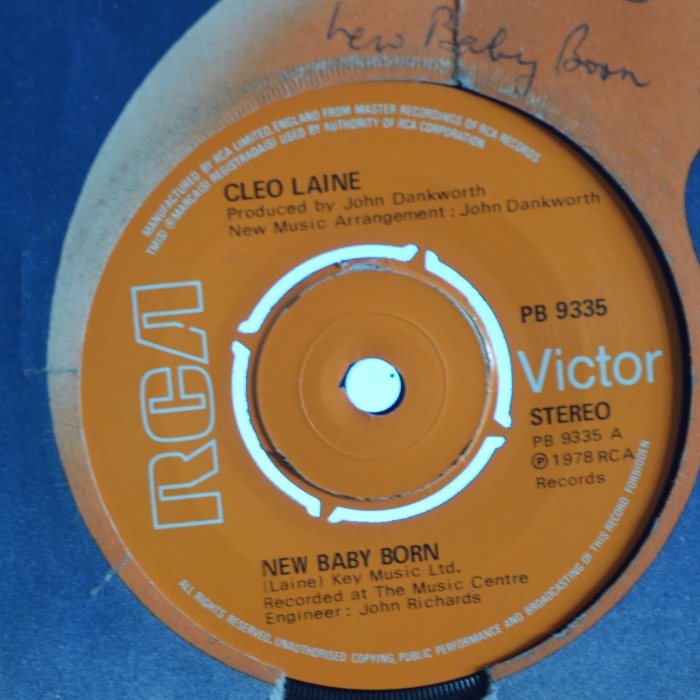 New Baby Born
MANUFACTURED BY RCA LIMITED, ENGLAND FROM MASTER RECORDINGS OF RCA RECORDS
TM(S) ® MARCA(S) REGISTRADA(S) USED BY AUTHORITY OF RCA CORPORATION
CLEO LAINE
Produced by John Dankworth
New Music Arrangement : John Dankworth
RCA
PB 9335
Victor
STEREO
PB 9335 A
℗ 1978 RCA
Records
NEW BABY BORN
(Laine) Key Music Ltd.
Recorded at The Music Centre
Engineer : John Richards
ALL RIGHTS RESERVED. UNAUTHORISED COPYING, PUBLIC PERFORMANCE AND BROADCASTING OF THIS RECORD FORBIDDEN